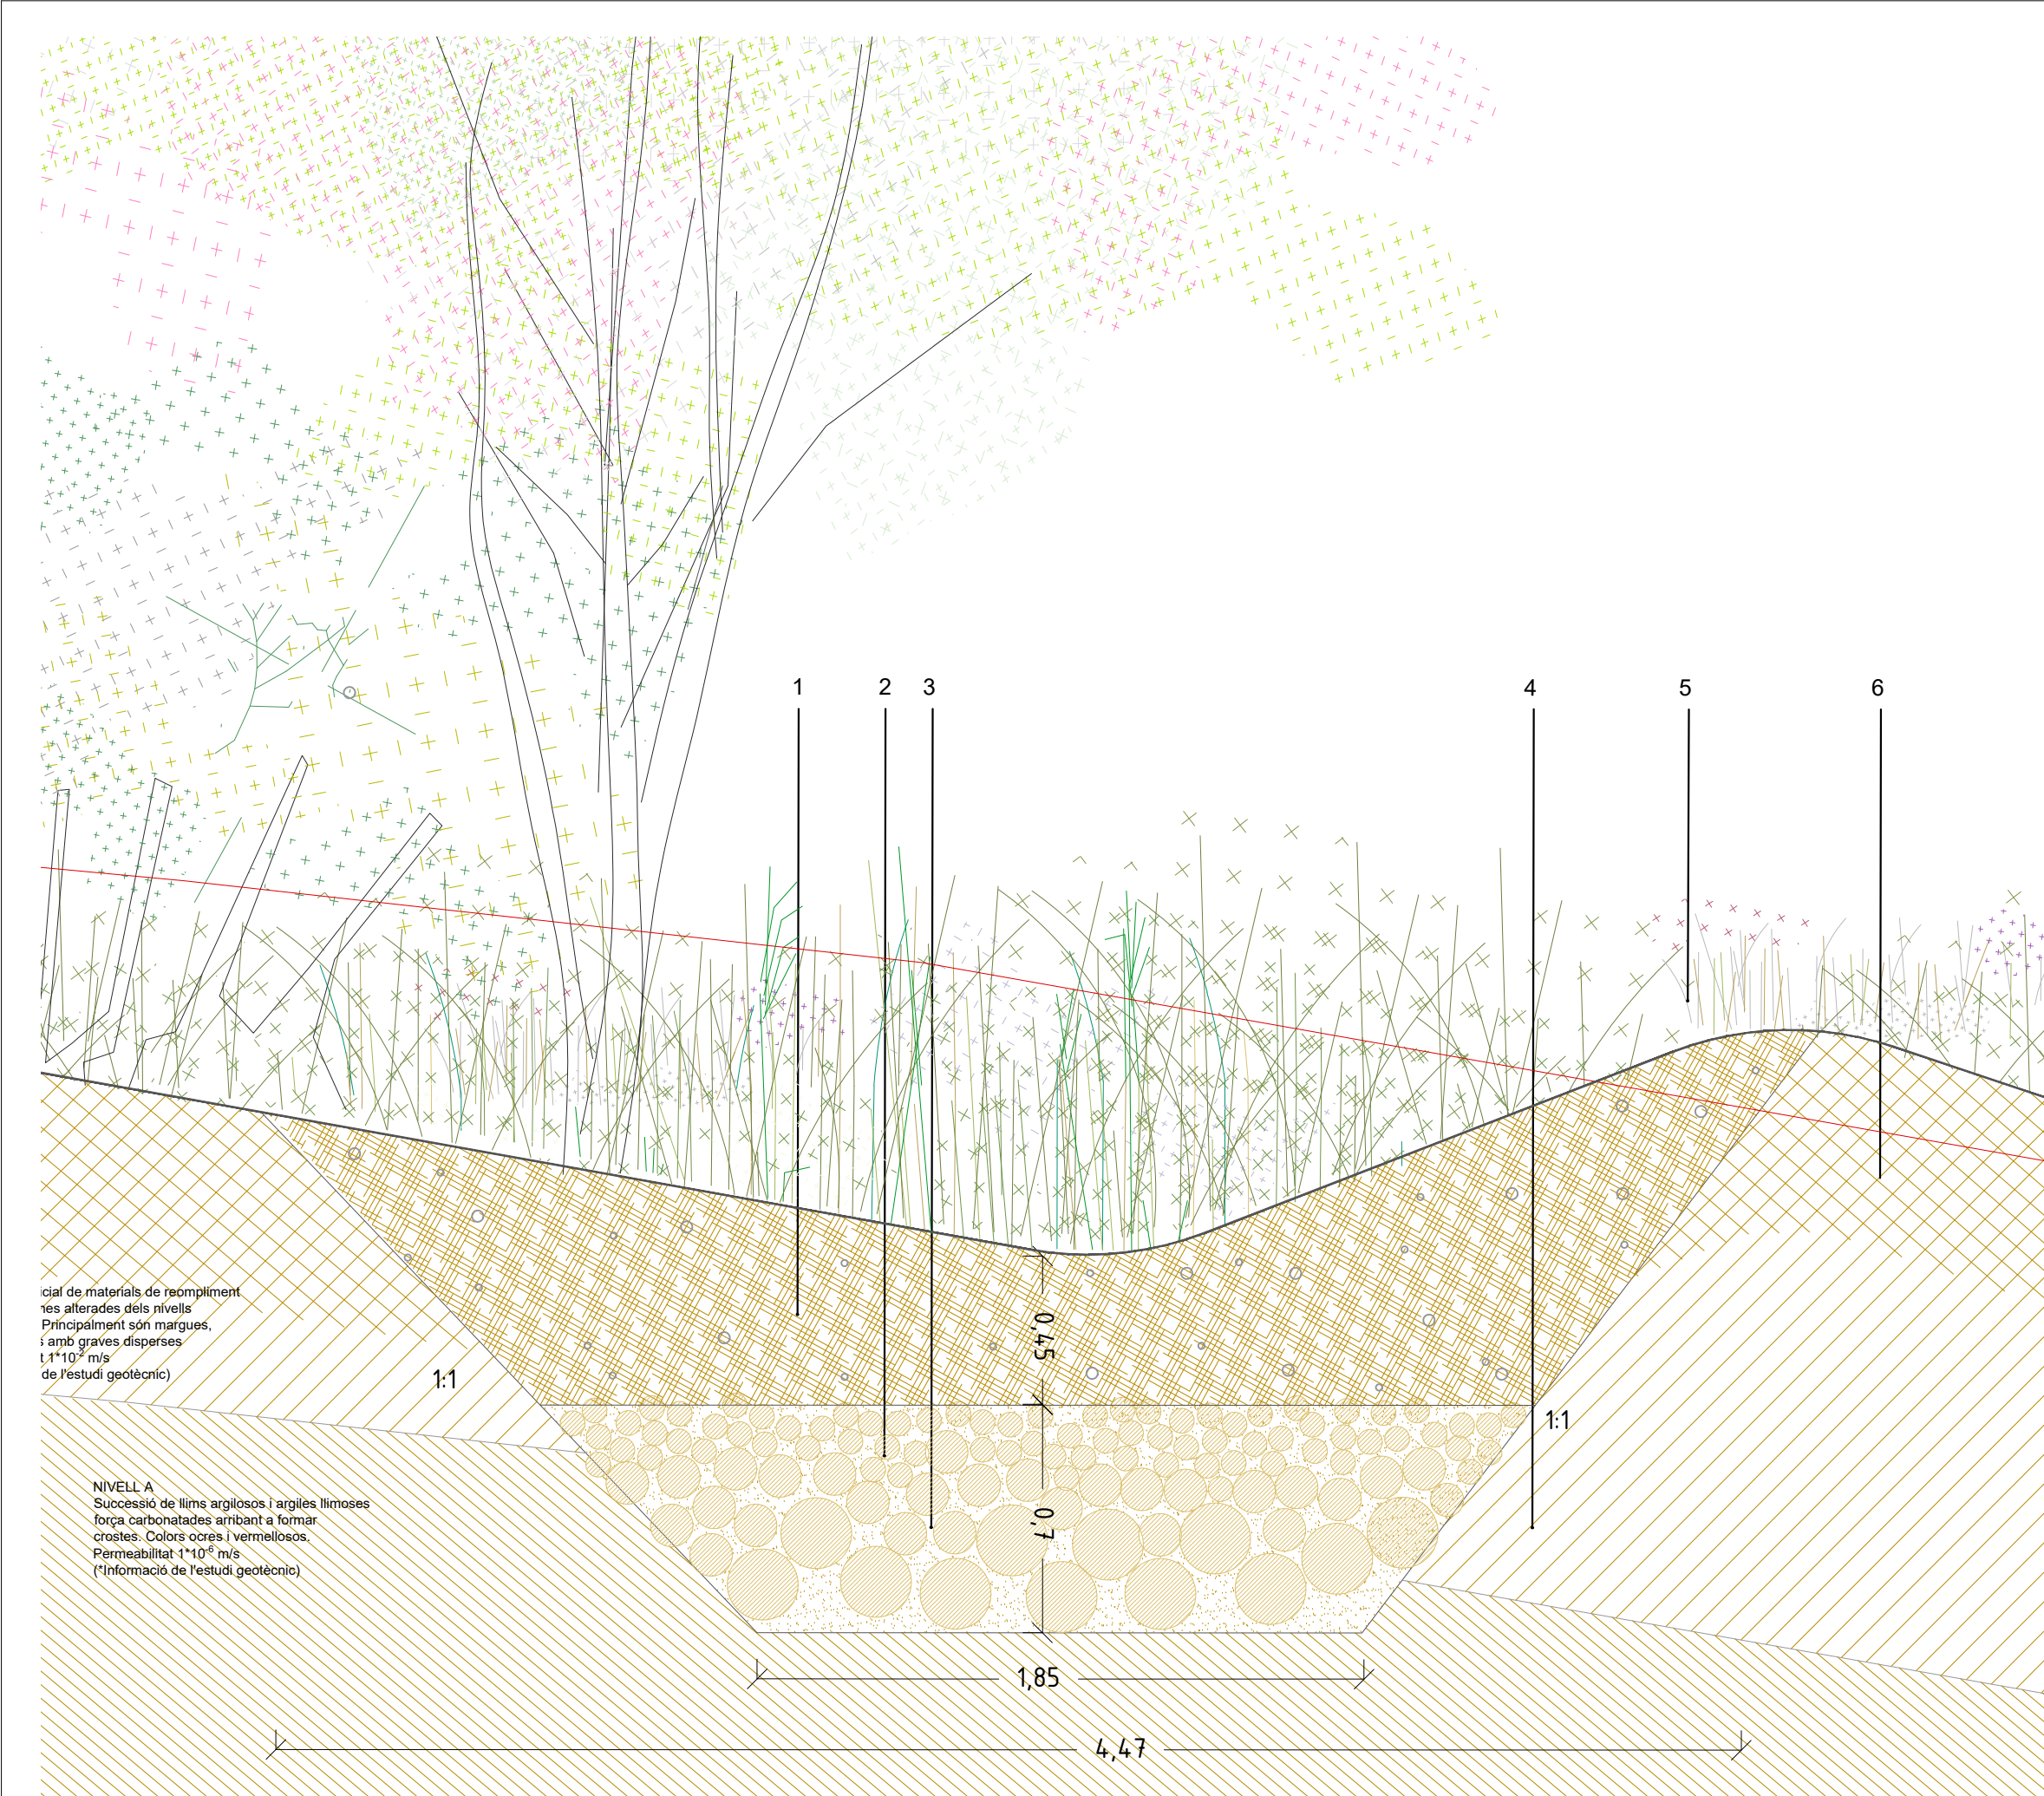 1 2 3 4 5 6
icial de materials de reompliment
nes alterades dels nivells
Principalment són margues,
s amb graves disperses
t 1*10⁻² m/s
de l'estudi geotècnic)
0,45
1:1
1:1
NIVELL A
Successió de llims argilosos i argiles llimoses
força carbonatades arribant a formar
crostes. Colors ocres i vermellosos.
Permeabilitat 1*10⁻⁶ m/s
(*Informació de l'estudi geotècnic)
0,7
1,85
4,47